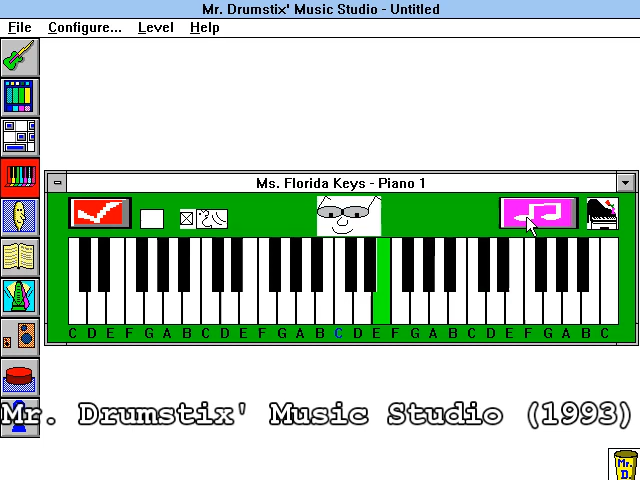 Mr. Drumstix' Music Studio - Untitled
File Configure... Level Help
Ms. Florida Keys - Piano 1
C D E F G A B C D E F G A B C D E F G A B C D E F G A B C
Mr. Drumstix' Music Studio (1993)
Mr.
D.